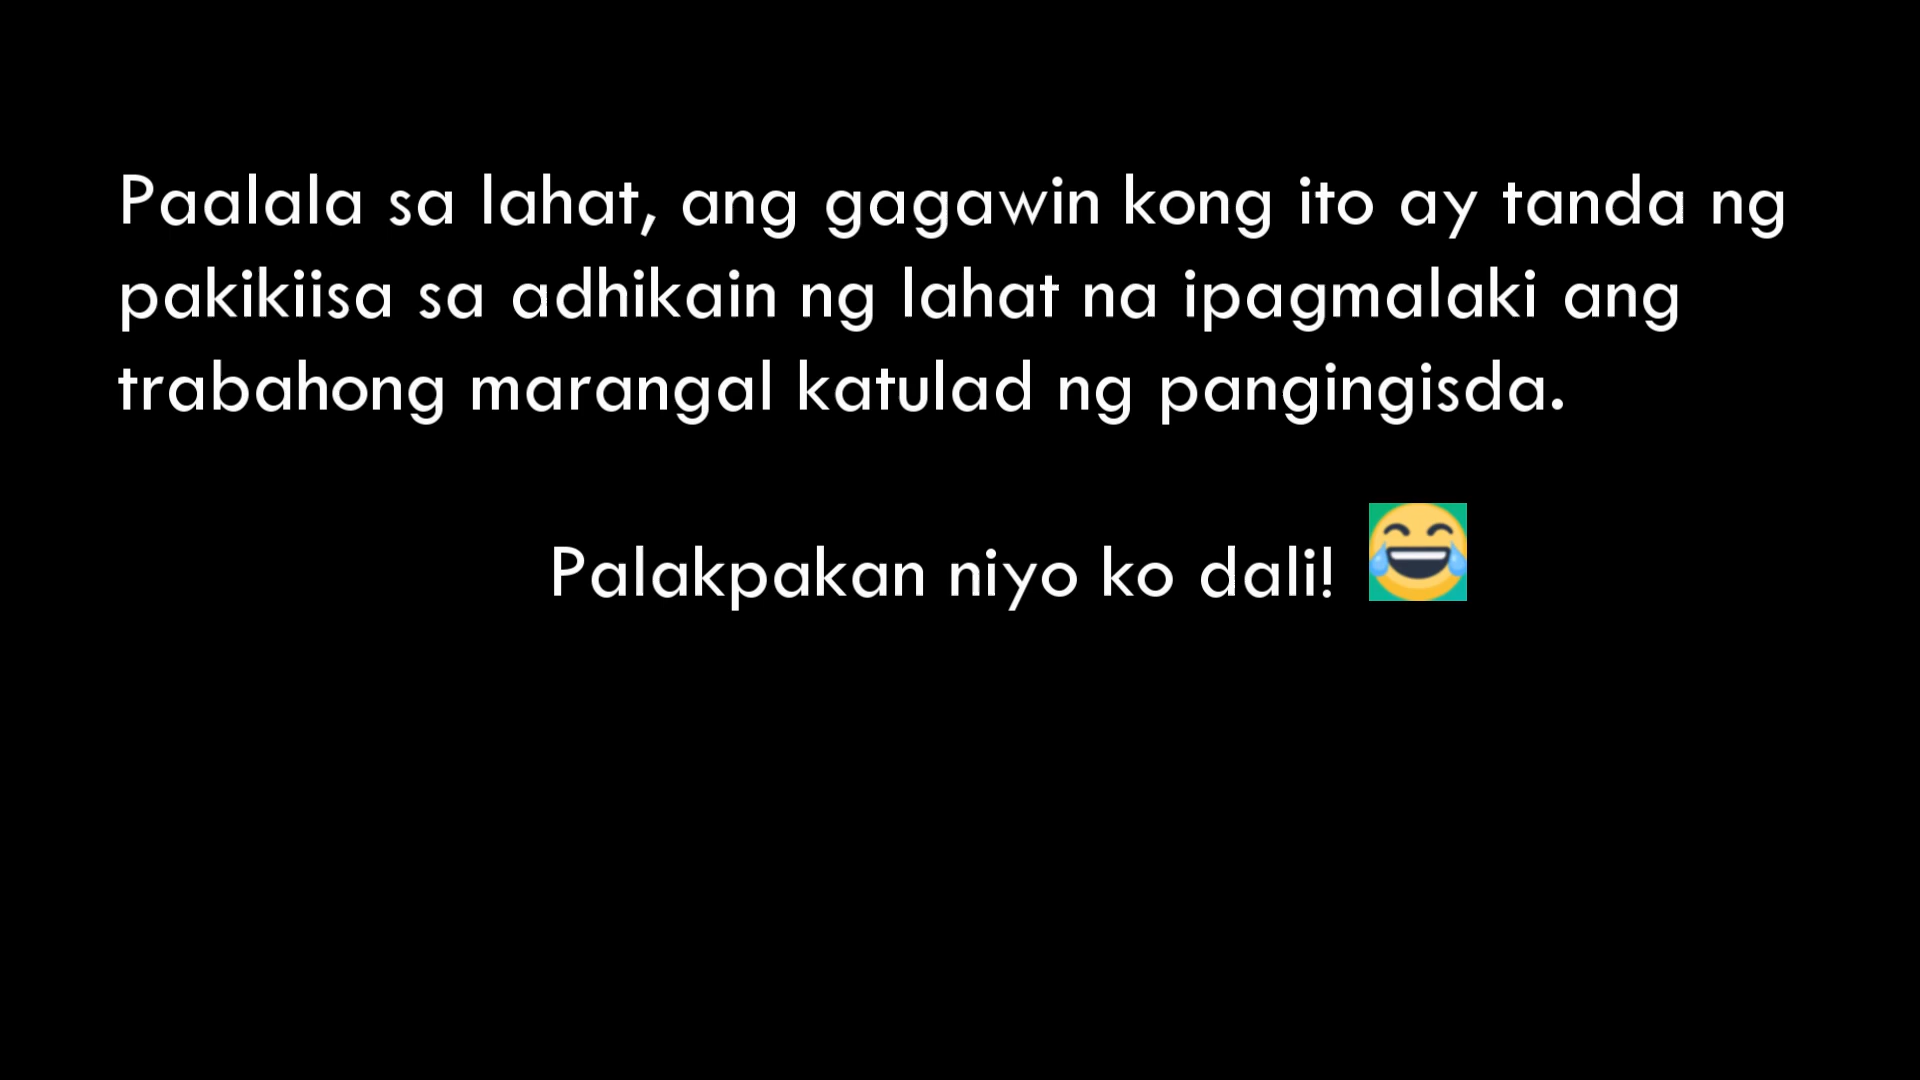 Paalala sa lahat, ang gagawin kong ito ay tanda ng
pakikiisa sa adhikain ng lahat na ipagmalaki ang
trabahong marangal katulad ng pangingisda.
Palakpakan niyo ko dali! 😂